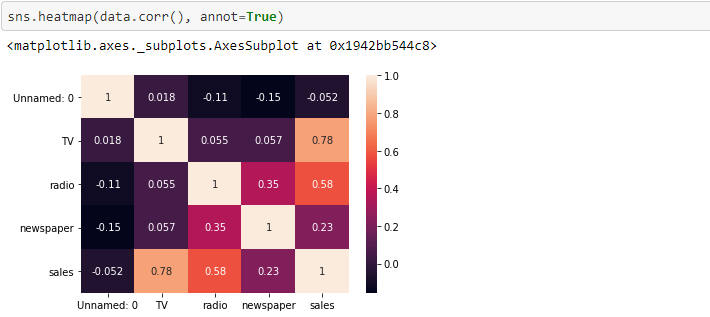 sns.heatmap(data.corr(), annot=True)
<matplotlib.axes._subplots.AxesSubplot at 0x1942bb544c8>
1.0
Unnamed: 0 1 0.018 -0.11 -0.15 -0.052
0.8
TV 0.018 1 0.055 0.057 0.78
0.6
radio -0.11 0.055 1 0.35 0.58
0.4
newspaper -0.15 0.057 0.35 1 0.23
0.2
sales -0.052 0.78 0.58 0.23 1
0.0
Unnamed: 0 TV radio newspaper sales